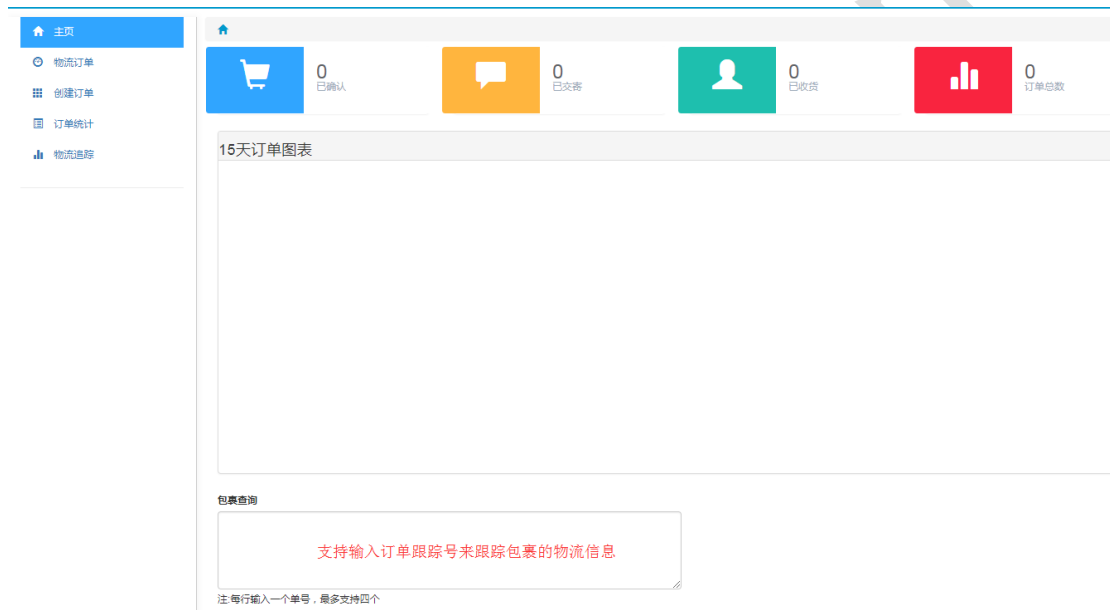 主页
物流订单
创建订单
订单统计
物流追踪
0
已确认
0
已交寄
0
已收货
0
订单总数
15天订单图表
包裹查询
支持输入订单跟踪号来跟踪包裹的物流信息
注:每行输入一个单号，最多支持四个